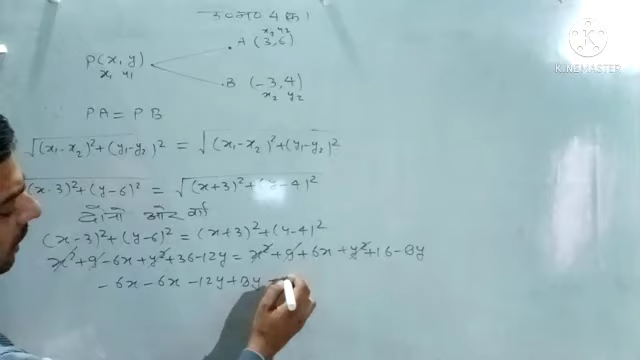 उ०न० 4 का 1
x₂ y₂
A (3,6)
P(x, y)
x₁ y₁
B (-3,4)
x₂ y₂
PA = PB
√(x₁-x₂)²+(y₁-y₂)² = √(x₁-x₂)²+(y₁-y₂)²
√(x-3)²+(y-6)² = √(x+3)²+(y-4)²
दोनो ओर वर्ग
(x-3)²+(y-6)² = (x+3)²+(y-4)²
x²+9-6x+y²+36-12y = x²+9+6x+y²+16-8y
-6x-6x-12y+8y
KINEMASTER